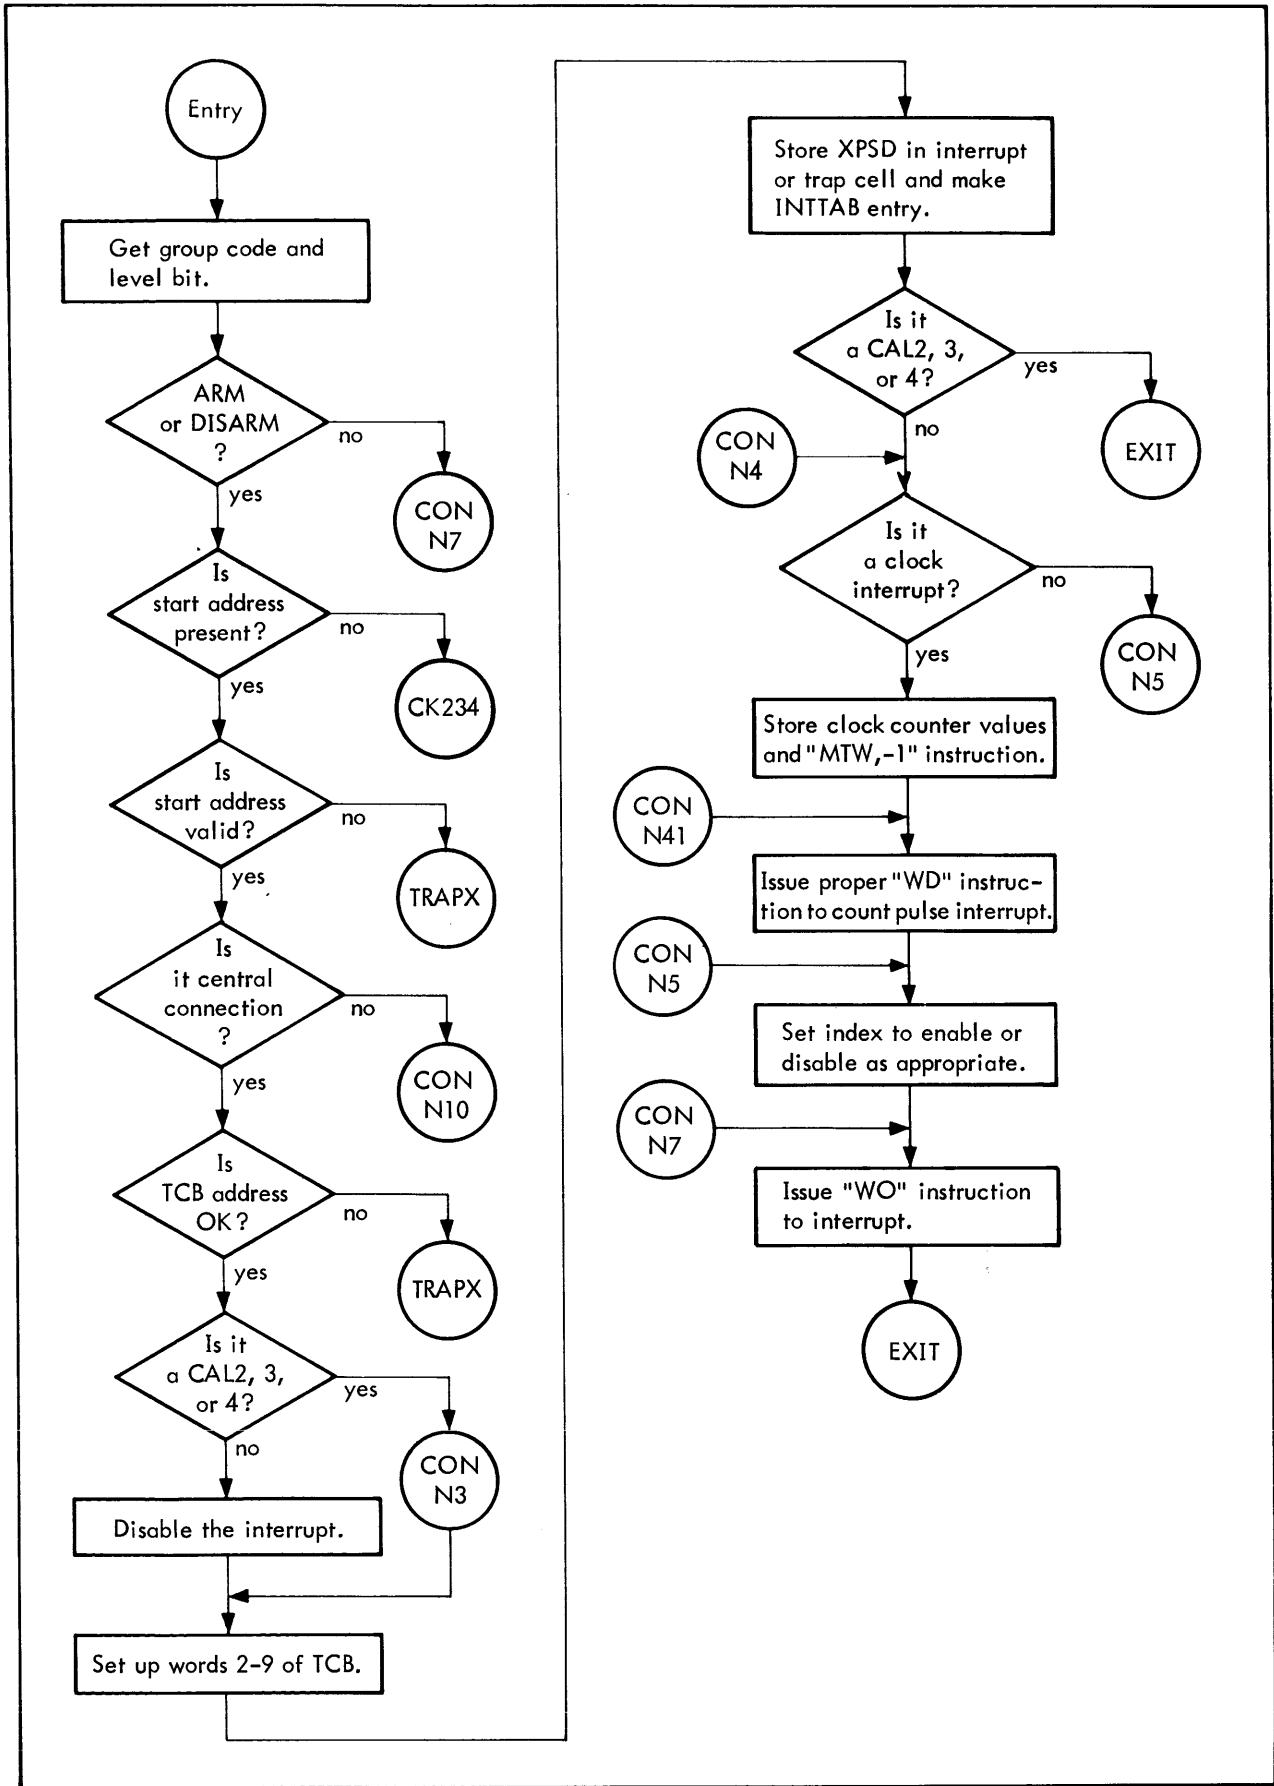 Entry
Get group code and
level bit.
ARM
or DISARM
?
no
yes
CON
N7
Is
start address
present?
no
yes
CK234
Is
start address
valid?
no
yes
TRAPX
Is
it central
connection
?
no
yes
CON
N10
Is
TCB address
OK?
no
yes
TRAPX
Is it
a CAL2, 3,
or 4?
yes
no
CON
N3
Disable the interrupt.
Set up words 2-9 of TCB.
Store XPSD in interrupt
or trap cell and make
INTTAB entry.
Is it
a CAL2, 3,
or 4?
yes
no
EXIT
CON
N4
Is it
a clock
interrupt?
no
yes
CON
N5
Store clock counter values
and "MTW,-1" instruction.
CON
N41
Issue proper "WD" instruc-
tion to count pulse interrupt.
CON
N5
Set index to enable or
disable as appropriate.
CON
N7
Issue "WO" instruction
to interrupt.
EXIT